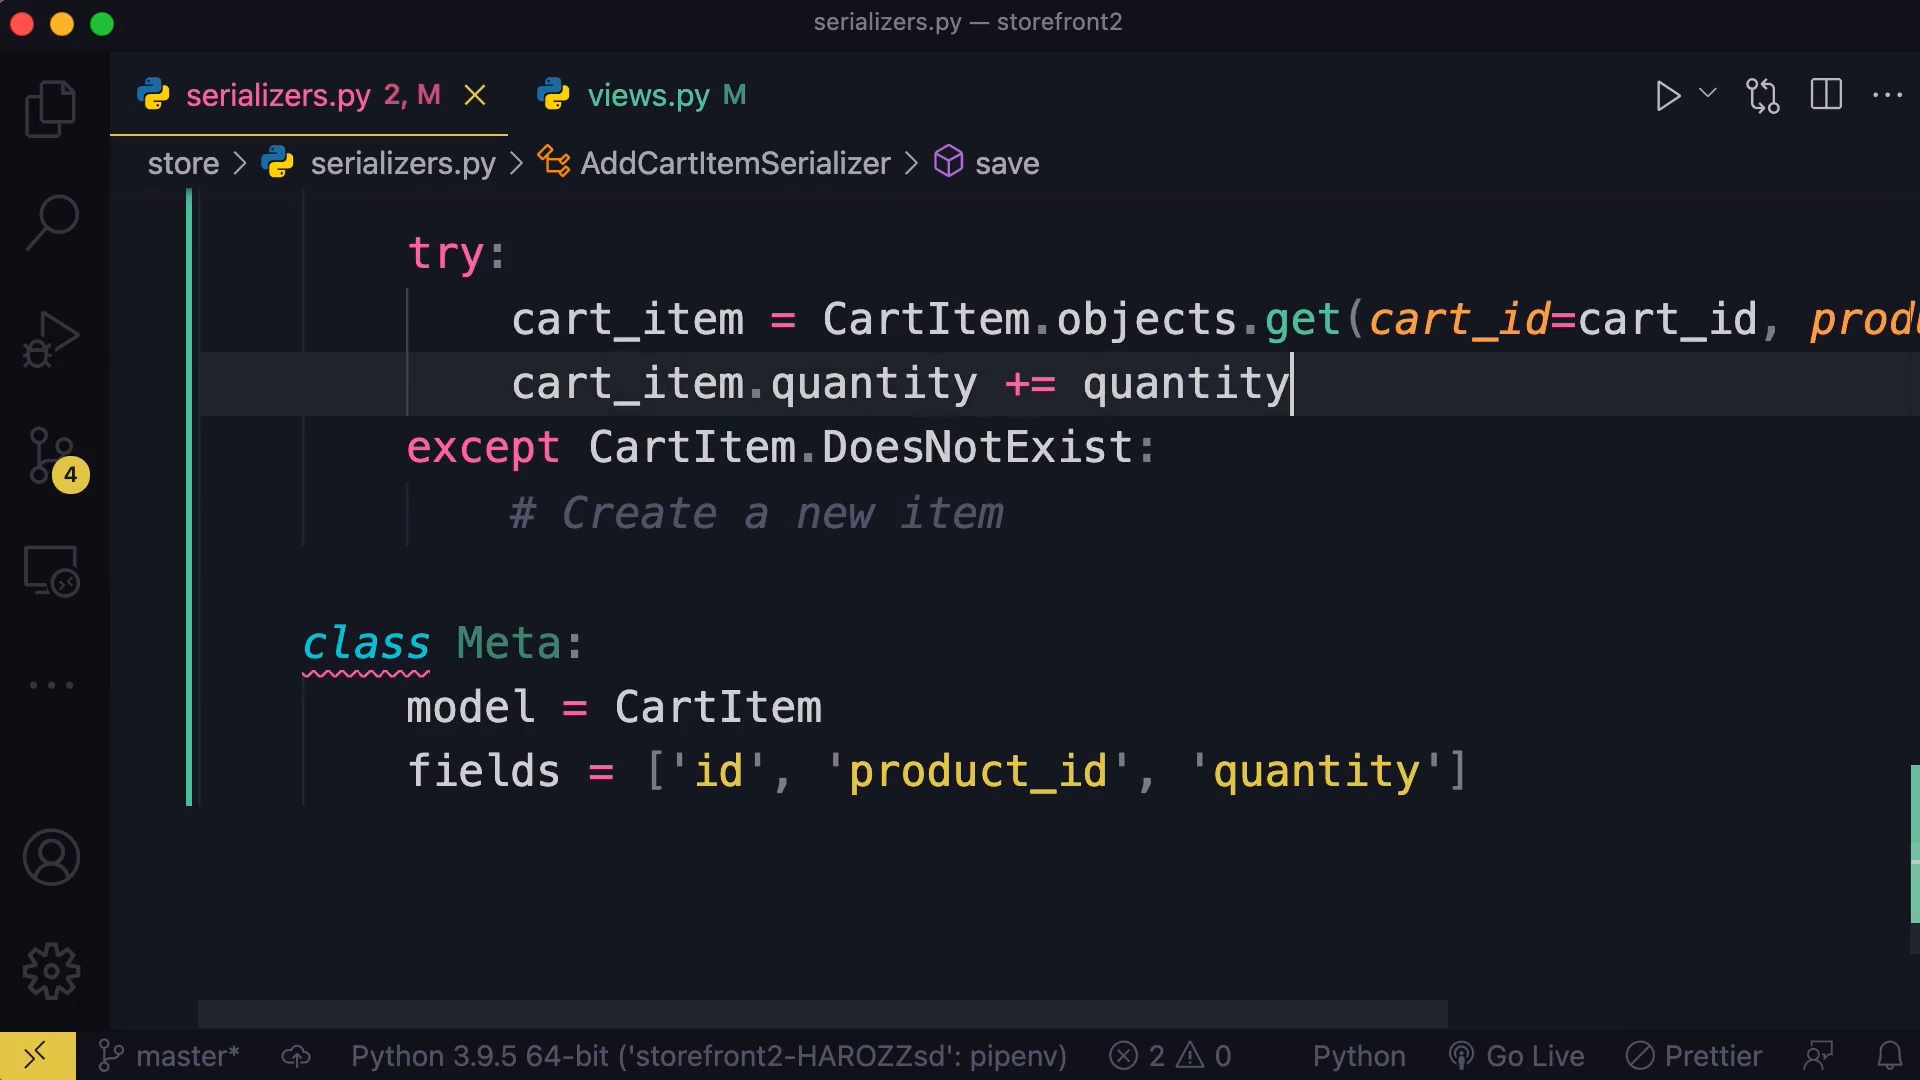 serializers.py — storefront2
serializers.py 2, M
views.py M
store > serializers.py > AddCartItemSerializer > save
try:
cart_item = CartItem.objects.get(cart_id=cart_id, prod
cart_item.quantity += quantity
except CartItem.DoesNotExist:
# Create a new item
class Meta:
model = CartItem
fields = ['id', 'product_id', 'quantity']
4
master* Python 3.9.5 64-bit ('storefront2-HAROZZsd': pipenv) 2 0 Python Go Live Prettier